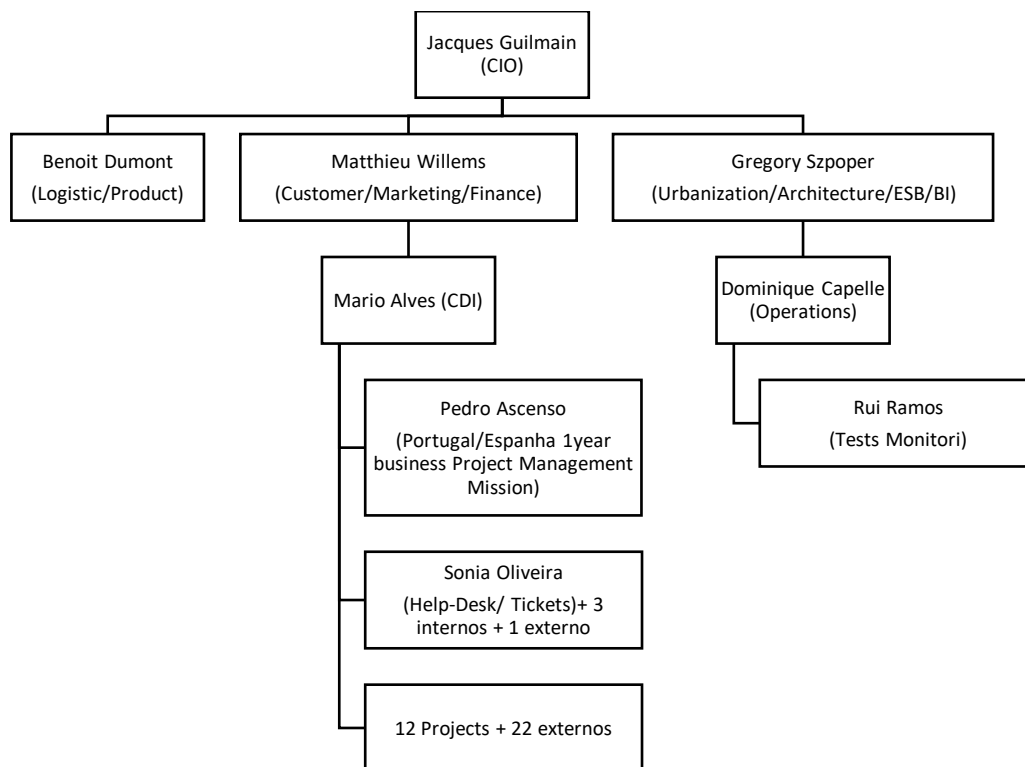 Jacques Guilmain
(CIO)
Benoit Dumont
(Logistic/Product)
Matthieu Willems
(Customer/Marketing/Finance)
Gregory Szpoper
(Urbanization/Architecture/ESB/BI)
Mario Alves (CDI)
Dominique Capelle
(Operations)
Pedro Ascenso
(Portugal/Espanha 1year
business Project Management
Mission)
Rui Ramos
(Tests Monitori)
Sonia Oliveira
(Help-Desk/ Tickets)+ 3
internos + 1 externo
12 Projects + 22 externos